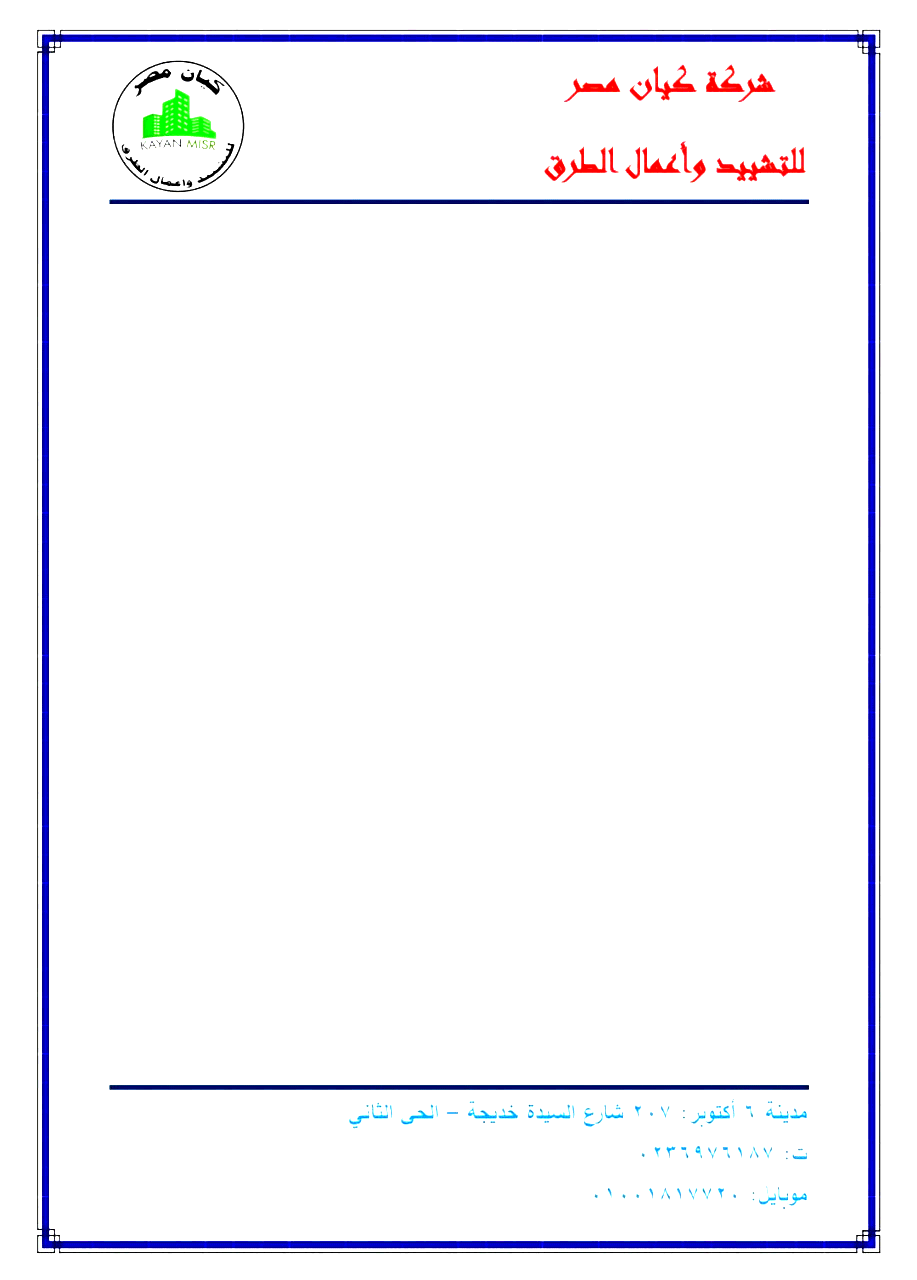 شركة كيان مصر
للتشييد وأعمال الطرق
كيان مصر
KAYAN MISR
للتشييد واعمال الطرق
مدينة ٦ أكتوبر: ٢٠٧ شارع السيدة خديجة – الحى الثاني
ت: ٠٢٣٦٩٧٦١٨٧
موبايل: ٠١٠٠١٨١٧٧٢٠